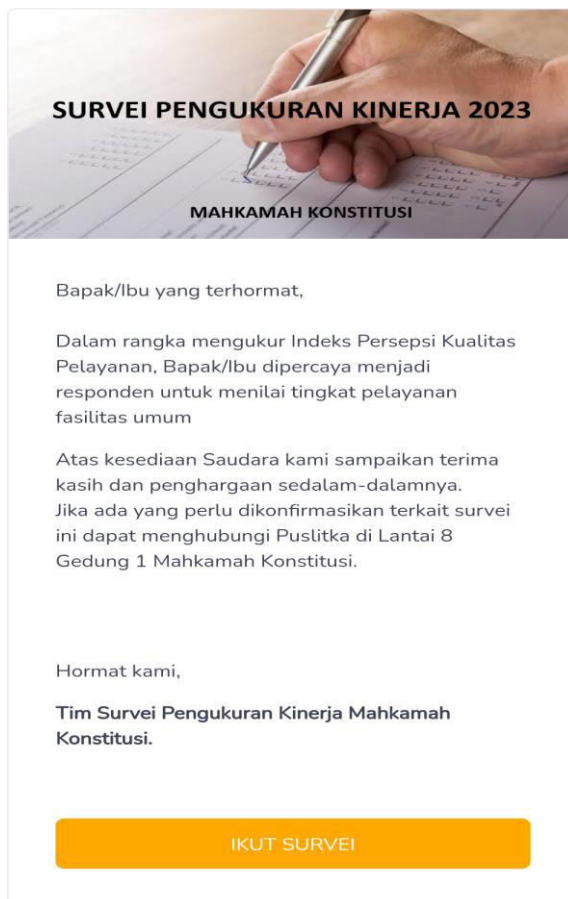 SURVEI PENGUKURAN KINERJA 2023
MAHKAMAH KONSTITUSI
Bapak/Ibu yang terhormat,
Dalam rangka mengukur Indeks Persepsi Kualitas
Pelayanan, Bapak/Ibu dipercaya menjadi
responden untuk menilai tingkat pelayanan
fasilitas umum
Atas kesediaan Saudara kami sampaikan terima
kasih dan penghargaan sedalam-dalamnya.
Jika ada yang perlu dikonfirmasikan terkait survei
ini dapat menghubungi Puslitka di Lantai 8
Gedung 1 Mahkamah Konstitusi.
Hormat kami,
Tim Survei Pengukuran Kinerja Mahkamah
Konstitusi.
IKUT SURVEI